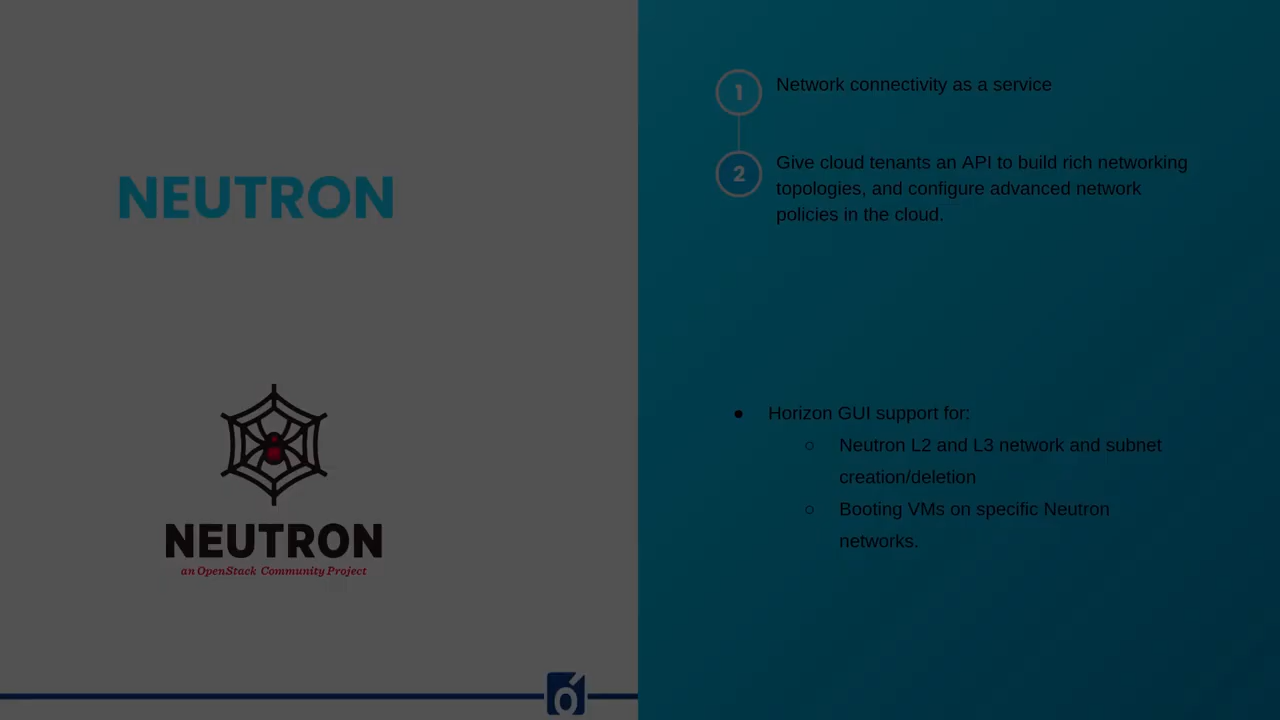 NEUTRON
NEUTRON
an OpenStack Community Project
1
Network connectivity as a service
2
Give cloud tenants an API to build rich networking
topologies, and configure advanced network
policies in the cloud.
● Horizon GUI support for:
○ Neutron L2 and L3 network and subnet
creation/deletion
○ Booting VMs on specific Neutron
networks.